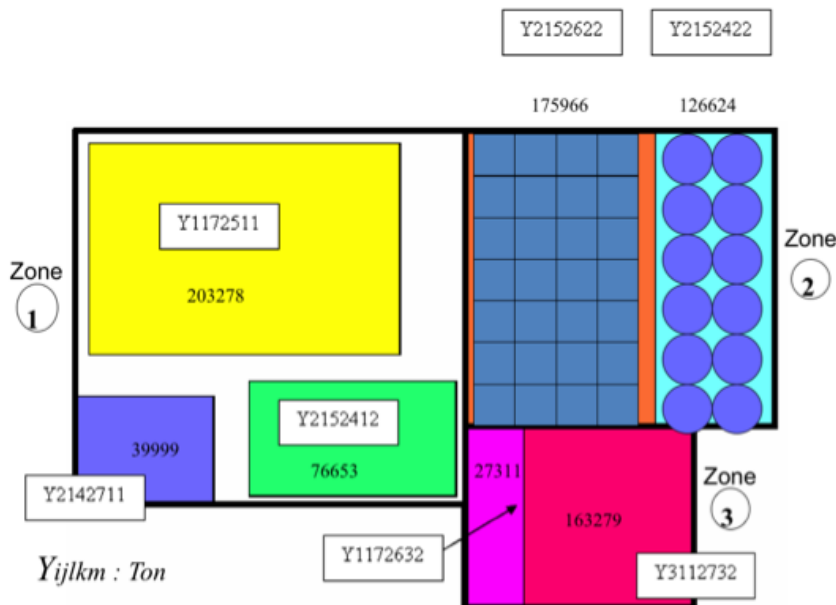 Y2152622 Y2152422
175966 126624
Y1172511
203278
Zone
1
Zone
2
Y2152412
39999
76653
Y2142711
27311
163279
Zone
3
Y1172632
Y3112732
Yijlkm : Ton